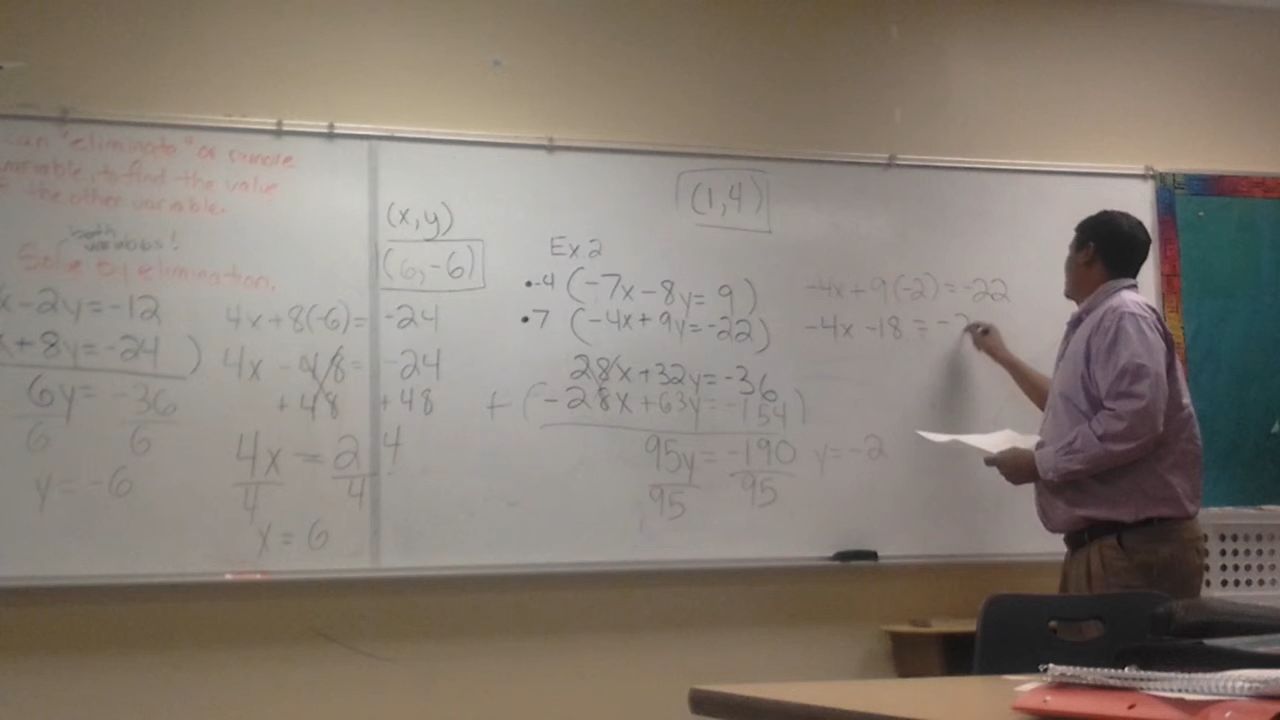 can "eliminate" or remove
variable, to find the value
the other variable.
both
variables!
Solve by elimination.
x-2y=-12
x+8y=-24)
6y=-36
6 6
y=-6
4x+8(-6)=-24
4x-48=-24
+48 +48
4x=24
4 4
x=6
(x,y)
(6,-6)
(1,4)
Ex.2
•-4(-7x-8y=9)
•7(-4x+9y=-22)
28x+32y=-36
+(-28x+63y=-154)
95y=-190 y=-2
95 95
-4x+9(-2)=-22
-4x-18=-2